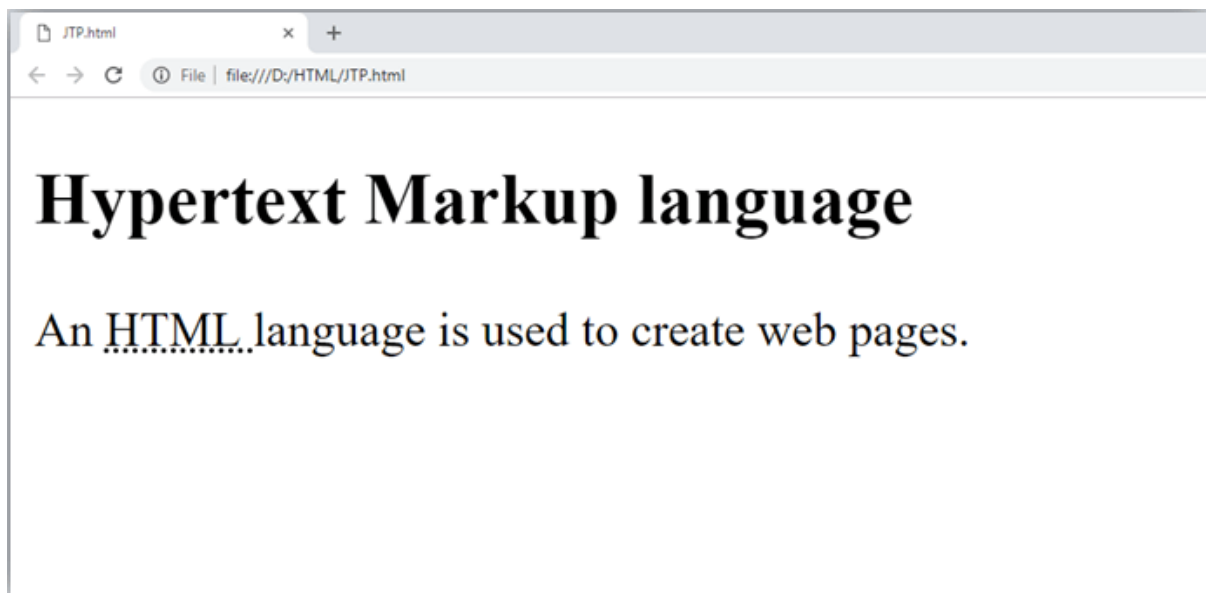 JTP.html
File | file:///D:/HTML/JTP.html
Hypertext Markup language
An HTML language is used to create web pages.